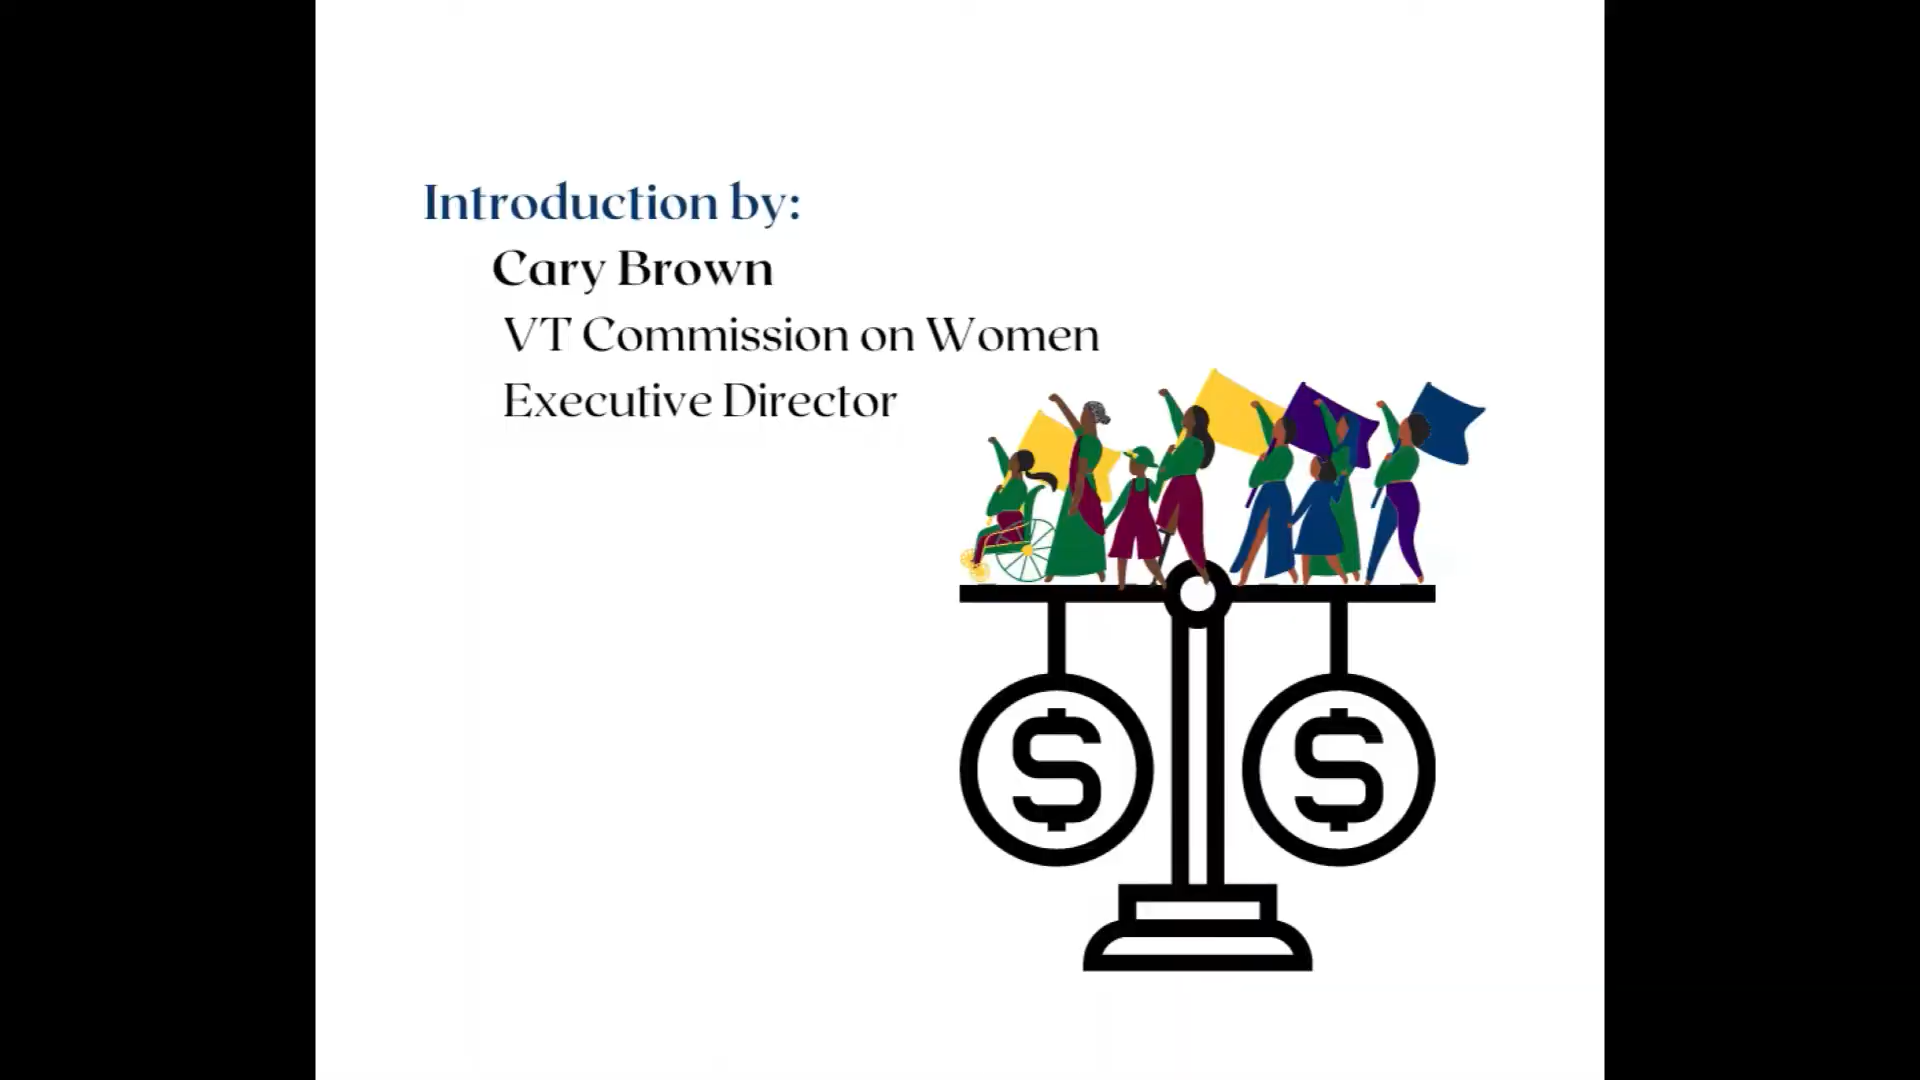 Introduction by:
Cary Brown
VT Commission on Women
Executive Director
$ $